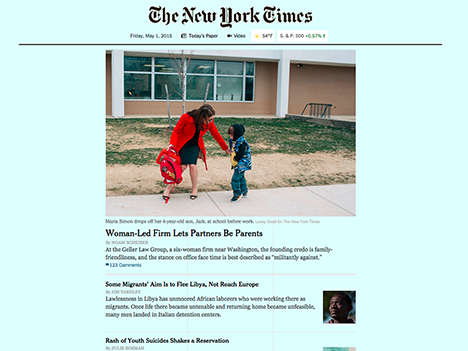 The New York Times
Friday, May 1, 2015 Today's Paper Video 54°F S. & P. 500 +0.57% ↑
Maria Simon drops off her 4-year-old son, Jack, at school before work. Lexey Swall for The New York Times
Woman-Led Firm Lets Partners Be Parents
By NOAM SCHEIBER
At the Geller Law Group, a six-woman firm near Washington, the founding credo is family-
friendliness, and the stance on office face time is best described as "militantly against."
123 Comments
Some Migrants' Aim Is to Flee Libya, Not Reach Europe
By JIM YARDLEY
Lawlessness in Libya has unmoored African laborers who were working there as
migrants. Once life there became untenable and returning home became unfeasible,
many men landed in Italian detention centers.
Rash of Youth Suicides Shakes a Reservation
By JULIE BOSMAN